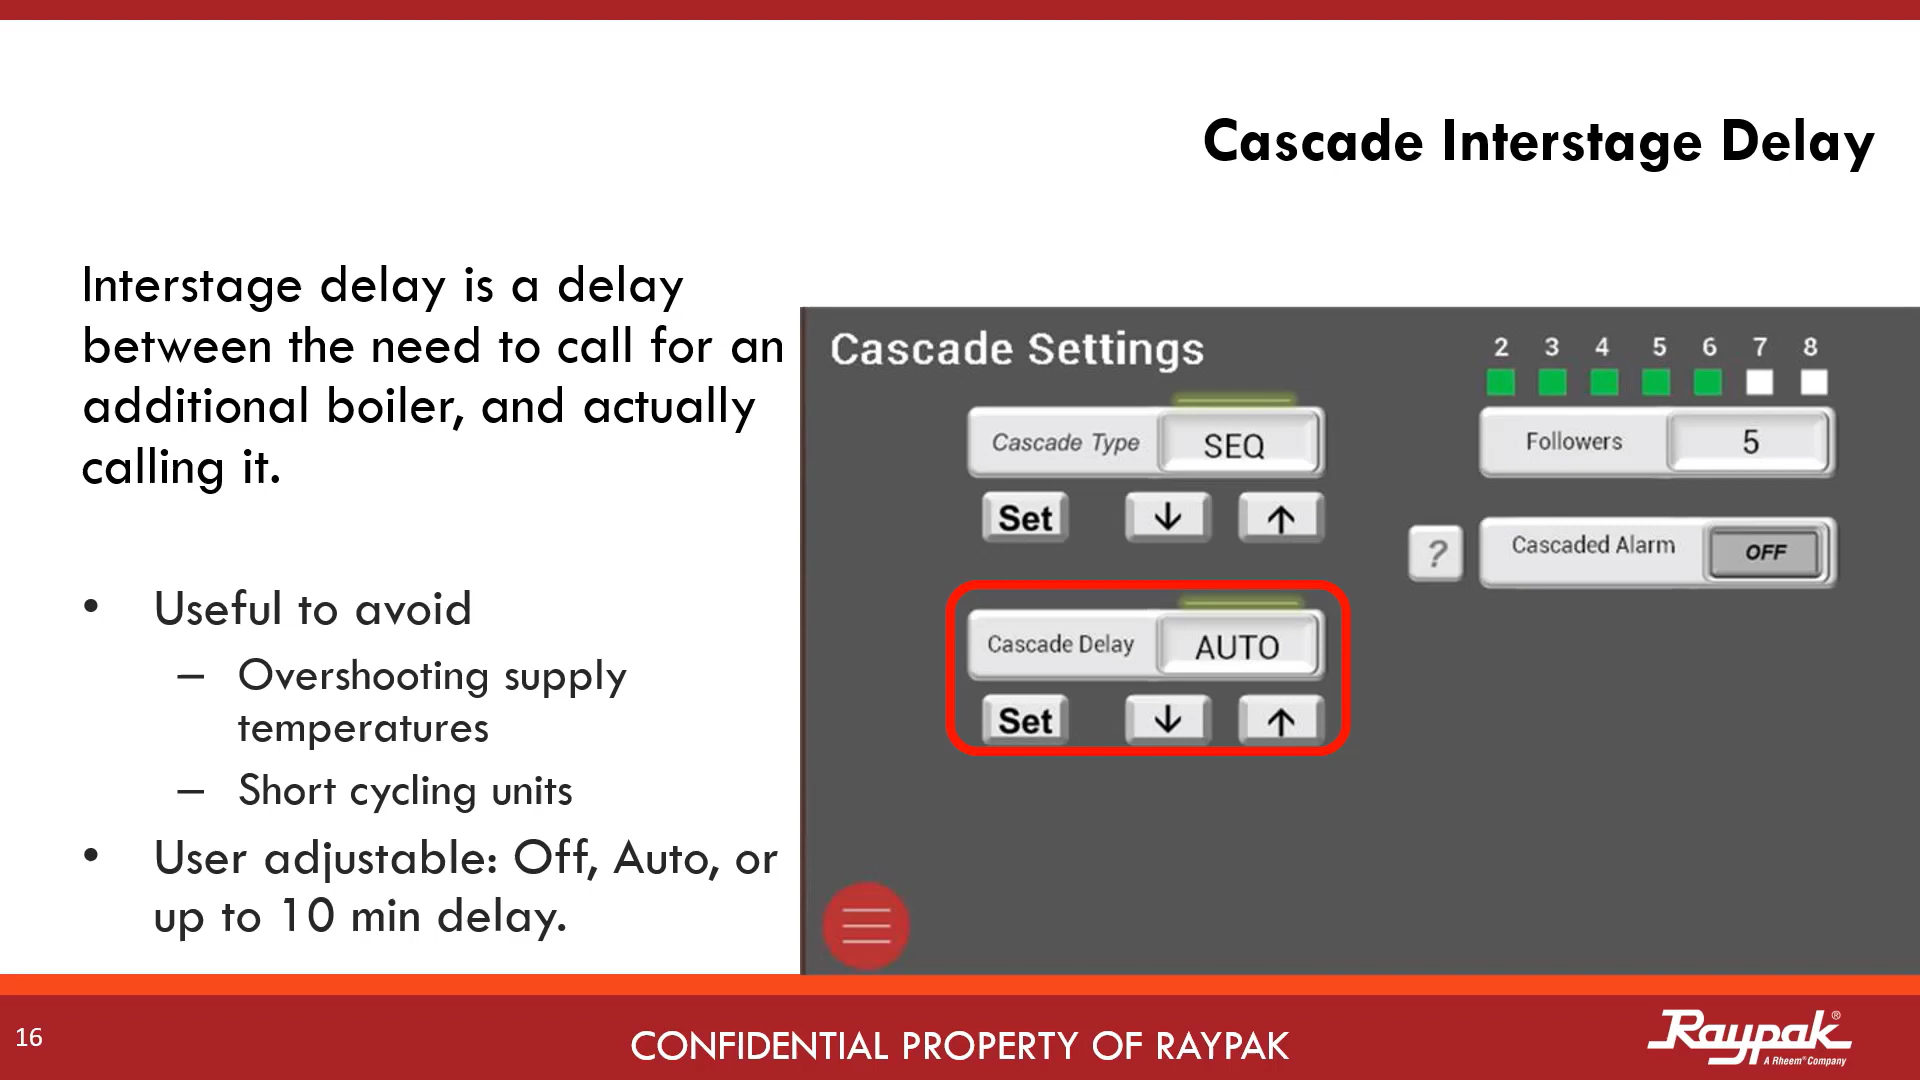 Cascade Interstage Delay
Interstage delay is a delay
between the need to call for an
additional boiler, and actually
calling it.
• Useful to avoid
– Overshooting supply
temperatures
– Short cycling units
• User adjustable: Off, Auto, or
up to 10 min delay.
Cascade Settings
2 3 4 5 6 7 8
Cascade Type SEQ
Followers 5
Set ↓ ↑
? Cascaded Alarm OFF
Cascade Delay AUTO
Set ↓ ↑
16
CONFIDENTIAL PROPERTY OF RAYPAK
Raypak®
A Rheem® Company